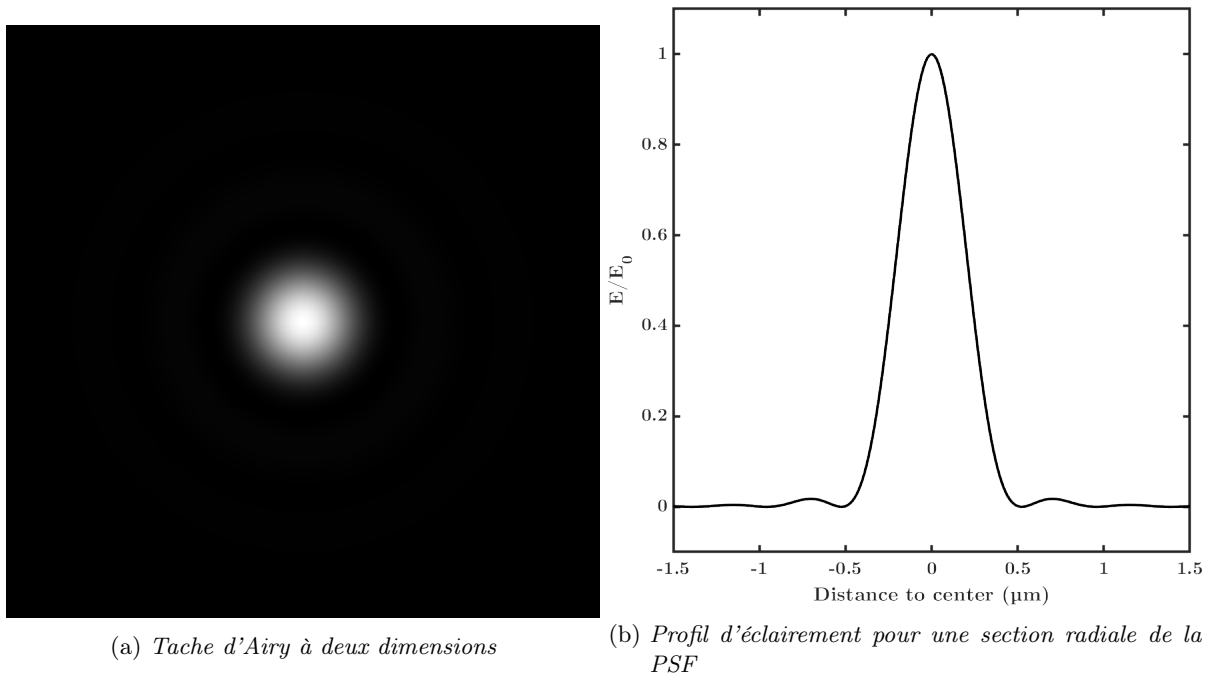 1
0.8
0.6
0.4
0.2
0
E/E0
-1.5 -1 -0.5 0 0.5 1 1.5
Distance to center (µm)
(a) Tache d'Airy à deux dimensions
(b) Profil d'éclairement pour une section radiale de la
PSF